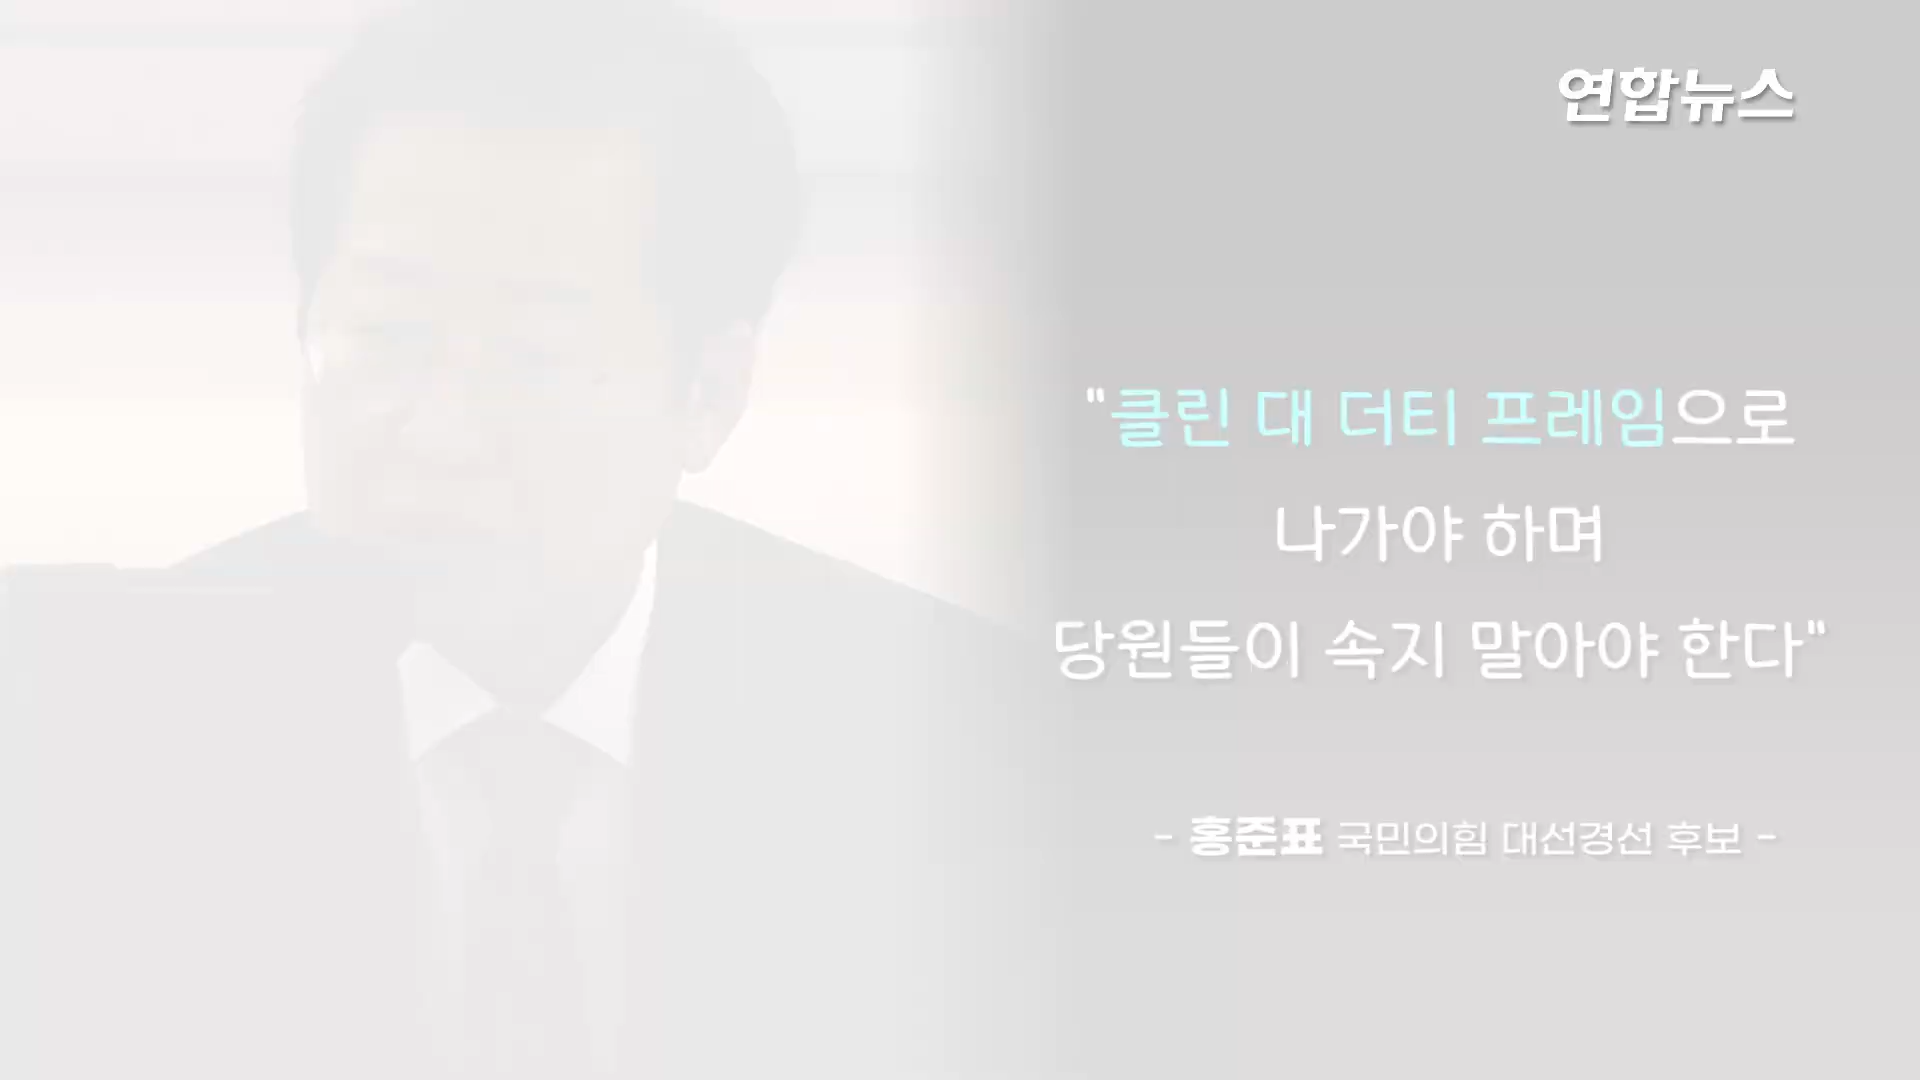 연합뉴스
"클린 대 더티 프레임으로
나가야 하며
당원들이 속지 말아야 한다"
- 홍준표 국민의힘 대선경선 후보 -